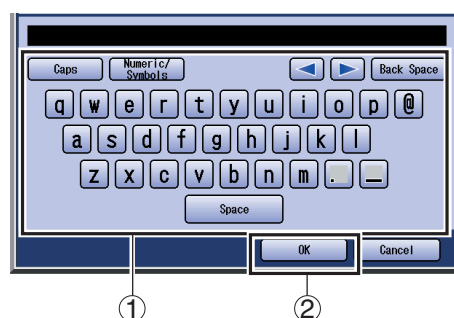 Caps Numeric/ Symbols ◀ ▶ Back Space
q w e r t y u i o p @
a s d f g h j k l
z x c v b n m . _
Space
OK Cancel
① ②